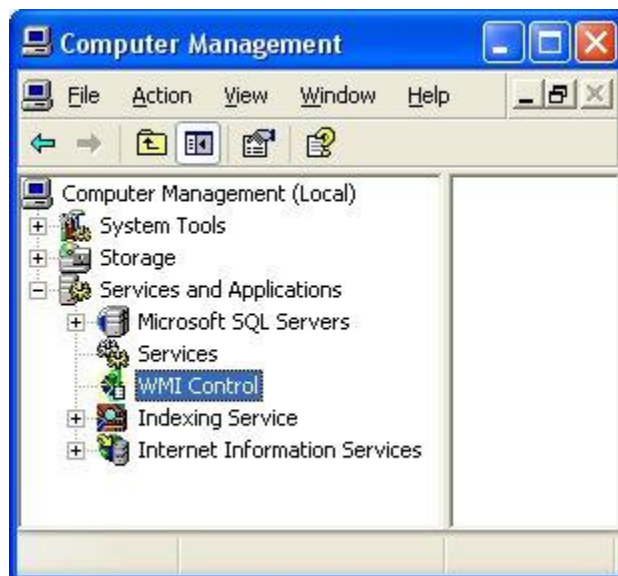 Computer Management
File Action View Window Help
Computer Management (Local)
System Tools
Storage
Services and Applications
Microsoft SQL Servers
Services
WMI Control
Indexing Service
Internet Information Services